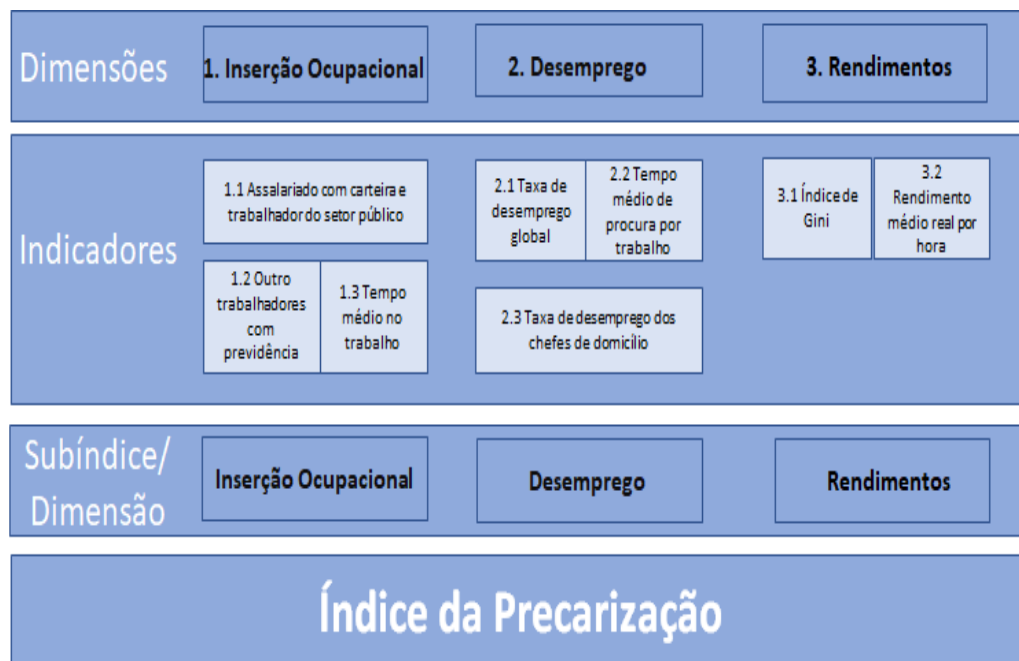 Dimensões
1. Inserção Ocupacional
2. Desemprego
3. Rendimentos
Indicadores
1.1 Assalariado com carteira e
trabalhador do setor público
1.2 Outro
trabalhadores
com
previdência
1.3 Tempo
médio no
trabalho
2.1 Taxa de
desemprego
global
2.2 Tempo
médio de
procura por
trabalho
2.3 Taxa de desemprego dos
chefes de domicílio
3.1 Índice de
Gini
3.2
Rendimento
médio real por
hora
Subíndice/
Dimensão
Inserção Ocupacional
Desemprego
Rendimentos
Índice da Precarização